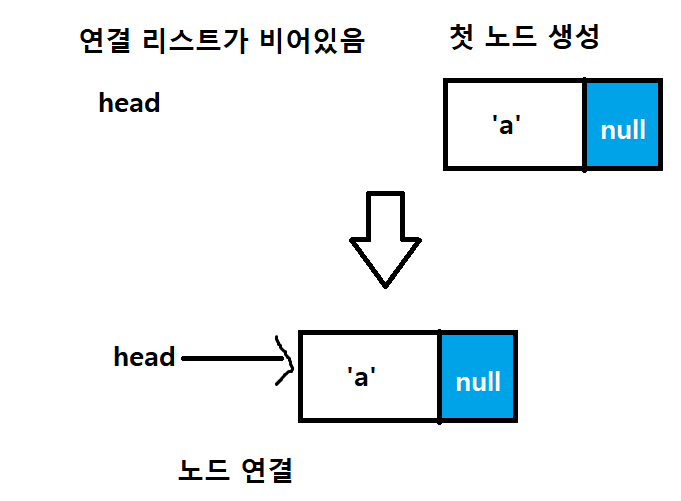 연결 리스트가 비어있음
첫 노드 생성
head
'a'
null
head
'a'
null
노드 연결